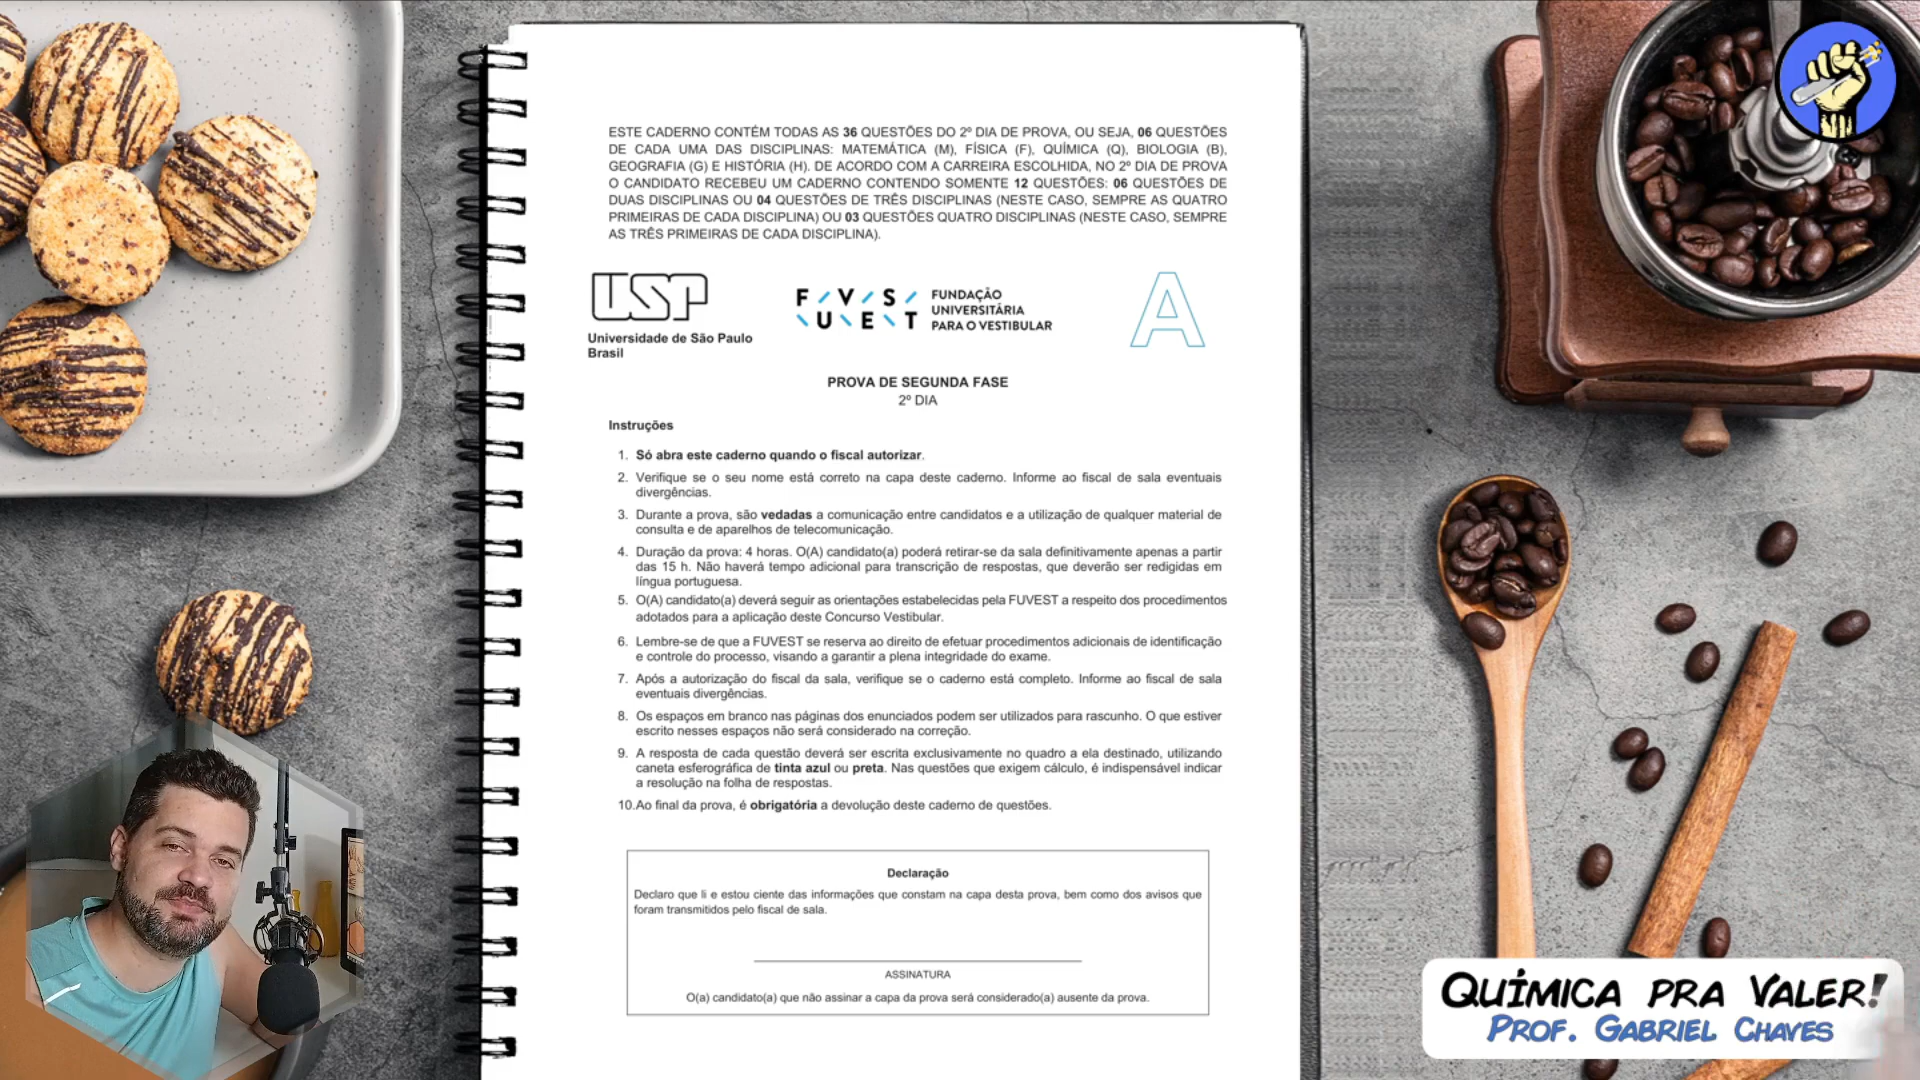 ESTE CADERNO CONTÉM TODAS AS 36 QUESTÕES DO 2º DIA DE PROVA, OU SEJA, 06 QUESTÕES
DE CADA UMA DAS DISCIPLINAS: MATEMÁTICA (M), FÍSICA (F), QUÍMICA (Q), BIOLOGIA (B),
GEOGRAFIA (G) E HISTÓRIA (H). DE ACORDO COM A CARREIRA ESCOLHIDA, NO 2º DIA DE PROVA
O CANDIDATO RECEBEU UM CADERNO CONTENDO SOMENTE 12 QUESTÕES: 06 QUESTÕES DE
DUAS DISCIPLINAS OU 04 QUESTÕES DE TRÊS DISCIPLINAS (NESTE CASO, SEMPRE AS QUATRO
PRIMEIRAS DE CADA DISCIPLINA) OU 03 QUESTÕES QUATRO DISCIPLINAS (NESTE CASO, SEMPRE
AS TRÊS PRIMEIRAS DE CADA DISCIPLINA).
USP
Universidade de São Paulo
Brasil
FUVEST
FUNDAÇÃO
UNIVERSITÁRIA
PARA O VESTIBULAR
A
PROVA DE SEGUNDA FASE
2º DIA
Instruções
1. Só abra este caderno quando o fiscal autorizar.
2. Verifique se o seu nome está correto na capa deste caderno. Informe ao fiscal de sala eventuais
divergências.
3. Durante a prova, são vedadas a comunicação entre candidatos e a utilização de qualquer material de
consulta e de aparelhos de telecomunicação.
4. Duração da prova: 4 horas. O(A) candidato(a) poderá retirar-se da sala definitivamente apenas a partir
das 15 h. Não haverá tempo adicional para transcrição de respostas, que deverão ser redigidas em
língua portuguesa.
5. O(A) candidato(a) deverá seguir as orientações estabelecidas pela FUVEST a respeito dos procedimentos
adotados para a aplicação deste Concurso Vestibular.
6. Lembre-se de que a FUVEST se reserva ao direito de efetuar procedimentos adicionais de identificação
e controle do processo, visando a garantir a plena integridade do exame.
7. Após a autorização do fiscal da sala, verifique se o caderno está completo. Informe ao fiscal de sala
eventuais divergências.
8. Os espaços em branco nas páginas dos enunciados podem ser utilizados para rascunho. O que estiver
escrito nesses espaços não será considerado na correção.
9. A resposta de cada questão deverá ser escrita exclusivamente no quadro a ela destinado, utilizando
caneta esferográfica de tinta azul ou preta. Nas questões que exigem cálculo, é indispensável indicar
a resolução na folha de respostas.
10.Ao final da prova, é obrigatória a devolução deste caderno de questões.
Declaração
Declaro que li e estou ciente das informações que constam na capa desta prova, bem como dos avisos que
foram transmitidos pelo fiscal de sala.
ASSINATURA
O(a) candidato(a) que não assinar a capa da prova será considerado(a) ausente da prova.
QUÍMICA PRA VALER!
PROF. GABRIEL CHAVES